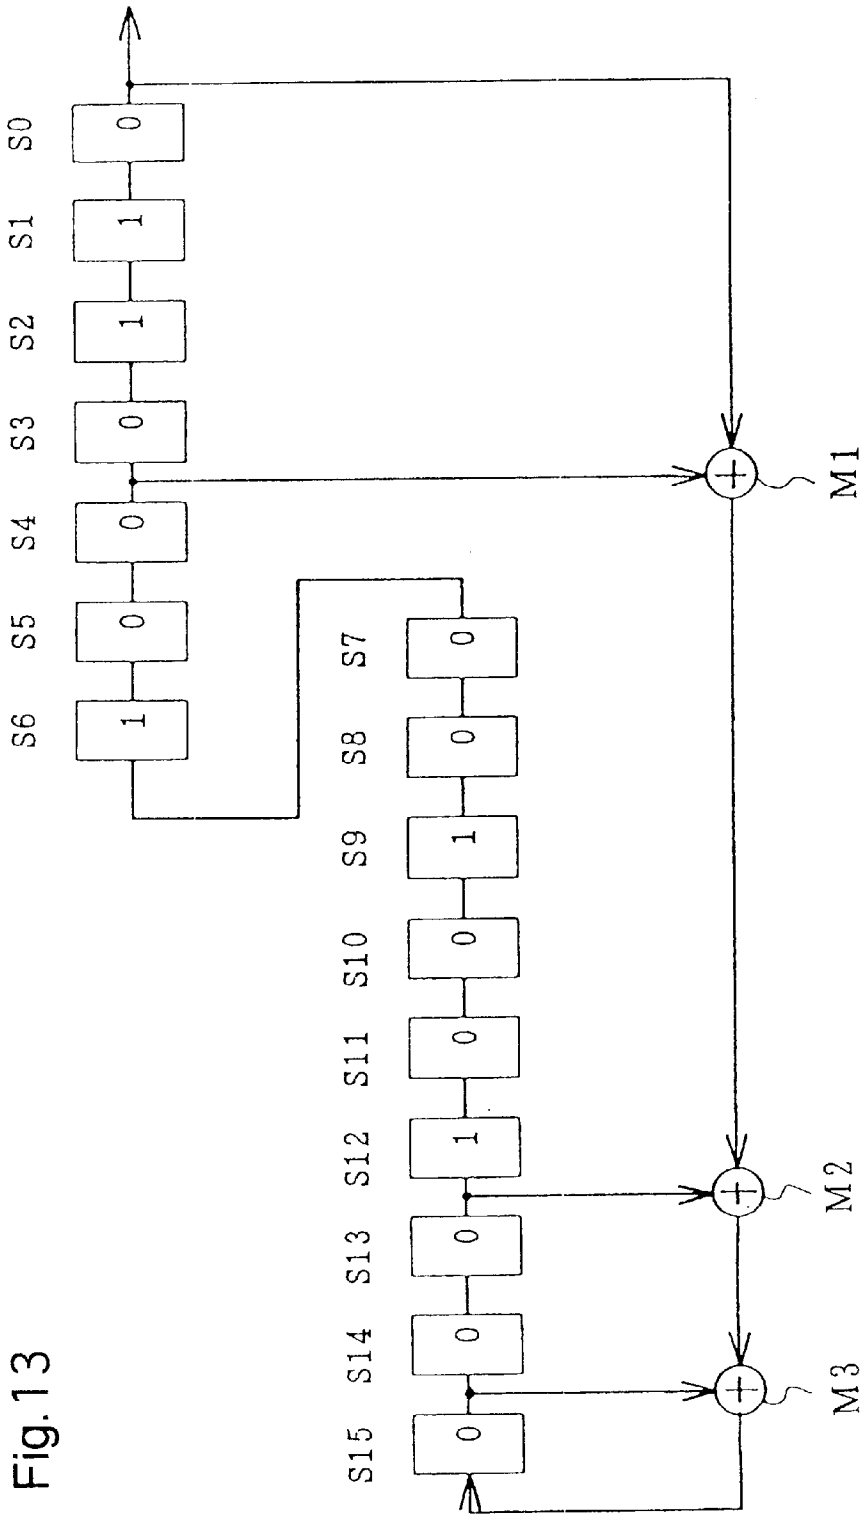 Fig.13
S6 S5 S4 S3 S2 S1 S0
1 0 0 0 1 1 0
S15 S14 S13 S12 S11 S10 S9 S8 S7
0 0 0 1 0 0 1 0 0
+ + +
M3 M2 M1